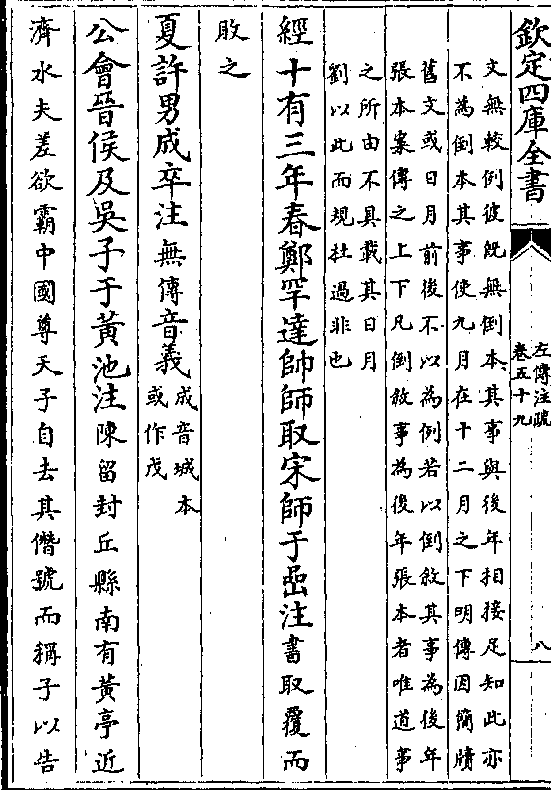 欽定四庫全書
左傳注疏
卷五十九
八
文無較例彼既無倒本其事與後年相接足知此亦
不為倒本其事使九月在十二月之下明傳因簡牘
舊文或日月前後不以為例若以倒敘其事為後年
張本案傳之上下凡倒敘事為後年張本者唯道事
之所由不具載其日月
劉以此而規杜過非也
經十有三年春鄭罕達帥師取宋師于嵒注書取覆而
敗之
夏許男成卒注無傳音義成音城本
或作戊
公會晉侯及吳子于黃池注陳留封丘縣南有黃亭近
濟水夫差欲霸中國尊天子自去其僭號而稱子以告